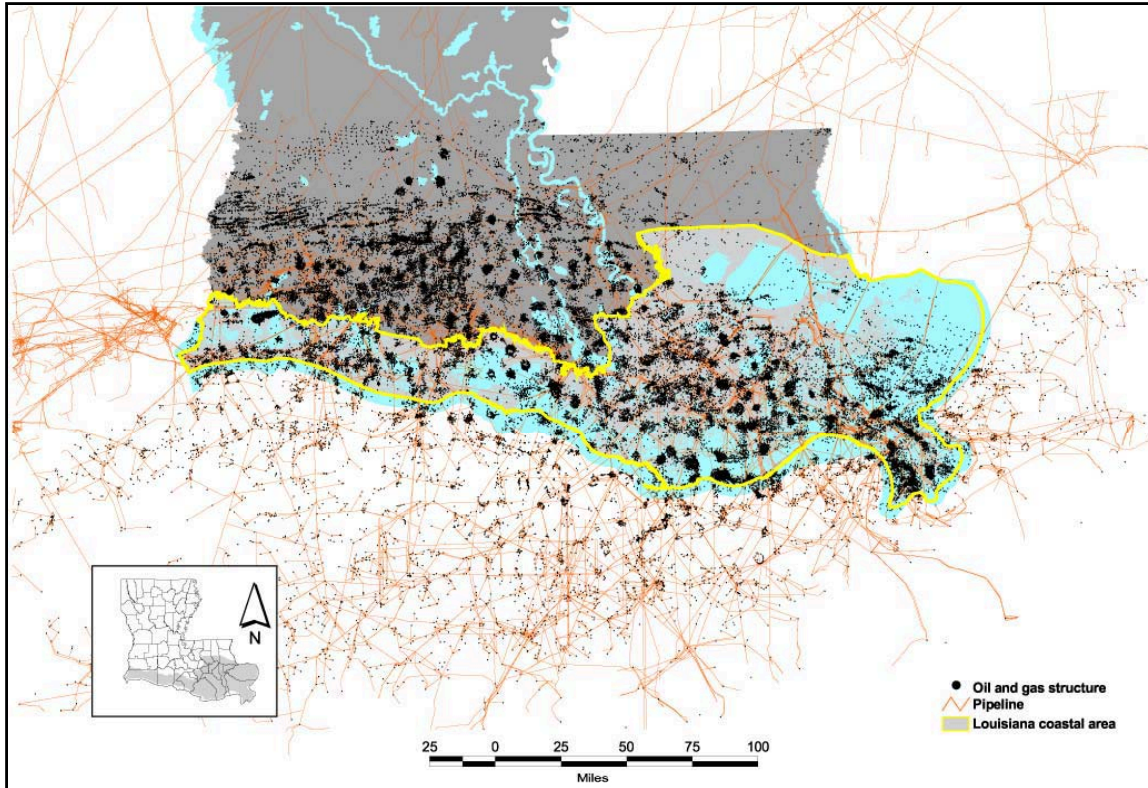 N
Oil and gas structure
Pipeline
Louisiana coastal area
25 0 25 50 75 100
Miles